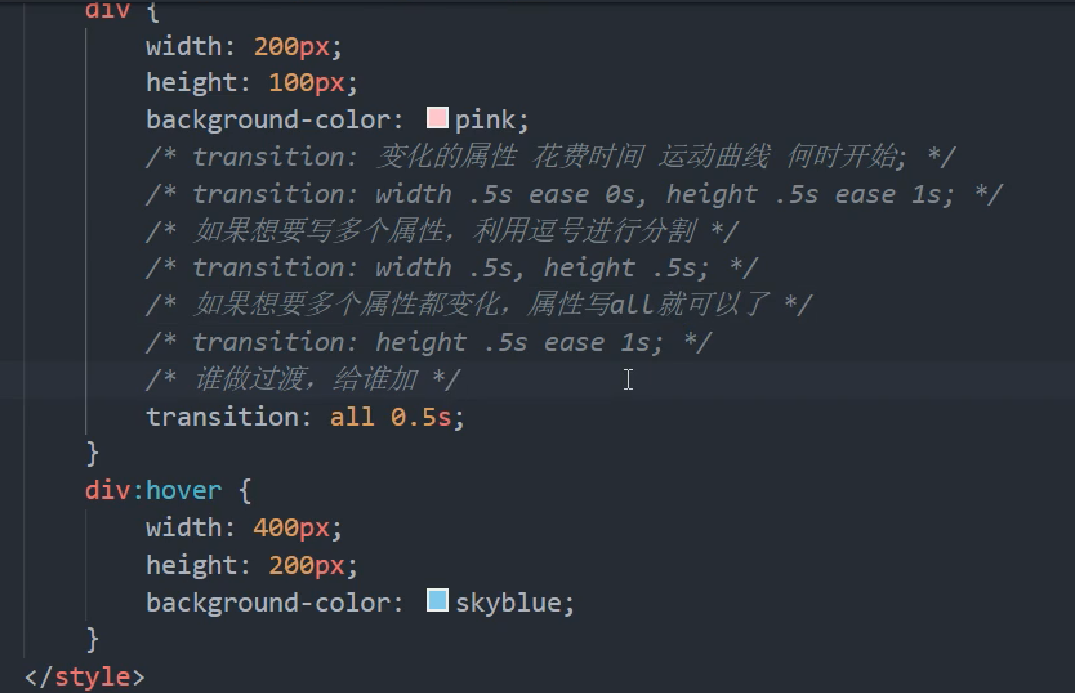 div {
width: 200px;
height: 100px;
background-color: pink;
/* transition: 变化的属性 花费时间 运动曲线 何时开始; */
/* transition: width .5s ease 0s, height .5s ease 1s; */
/* 如果想要写多个属性，利用逗号进行分割 */
/* transition: width .5s, height .5s; */
/* 如果想要多个属性都变化，属性写all就可以了 */
/* transition: height .5s ease 1s; */
/* 谁做过渡，给谁加 */
transition: all 0.5s;
}
div:hover {
width: 400px;
height: 200px;
background-color: skyblue;
}
</style>